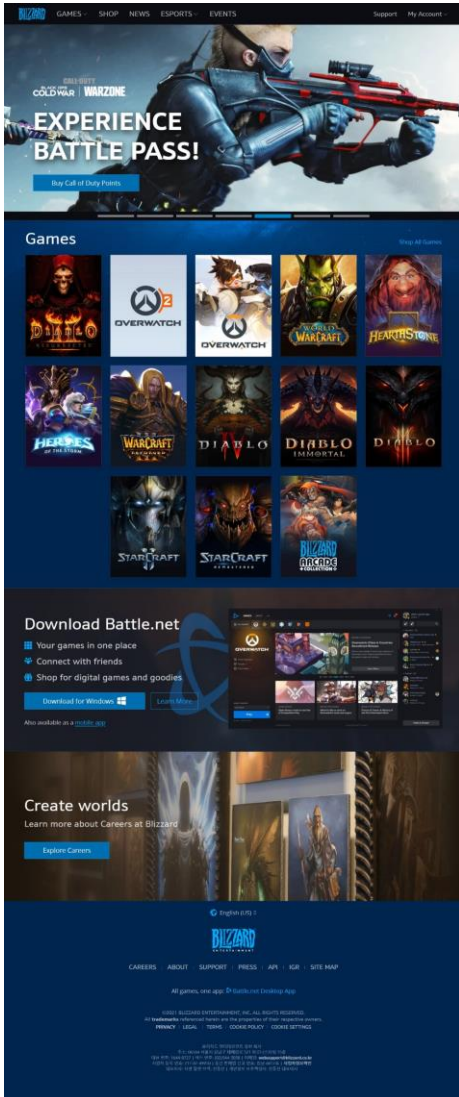 BLIZZARD GAMES SHOP NEWS ESPORTS EVENTS Support My Account
CALL OF DUTY
BLACK OPS
COLD WAR | WARZONE
EXPERIENCE
BATTLE PASS!
Buy Call of Duty Points
Games
Shop All Games
DIABLO
OVERWATCH 2
OVERWATCH
WORLD OF WARCRAFT
HEARTHSTONE
HEROES
OF THE STORM
WARCRAFT III
REFORGED
DIABLO IV
DIABLO
IMMORTAL
DIABLO III
STARCRAFT II
STARCRAFT
REMASTERED
BLIZZARD
ARCADE
COLLECTION
Download Battle.net
Your games in one place
Connect with friends
Shop for digital games and goodies
Download for Windows Learn More
Also available as a mobile app
OVERWATCH
Create worlds
Learn more about Careers at Blizzard
Explore Careers
English (US)
BLIZZARD
ENTERTAINMENT
CAREERS | ABOUT | SUPPORT | PRESS | API | IGR | SITE MAP
All games, one app: Battle.net Desktop App
©2021 BLIZZARD ENTERTAINMENT, INC. ALL RIGHTS RESERVED.
All trademarks referenced herein are the properties of their respective owners.
PRIVACY | LEGAL | TERMS | COOKIE POLICY | COOKIE SETTINGS